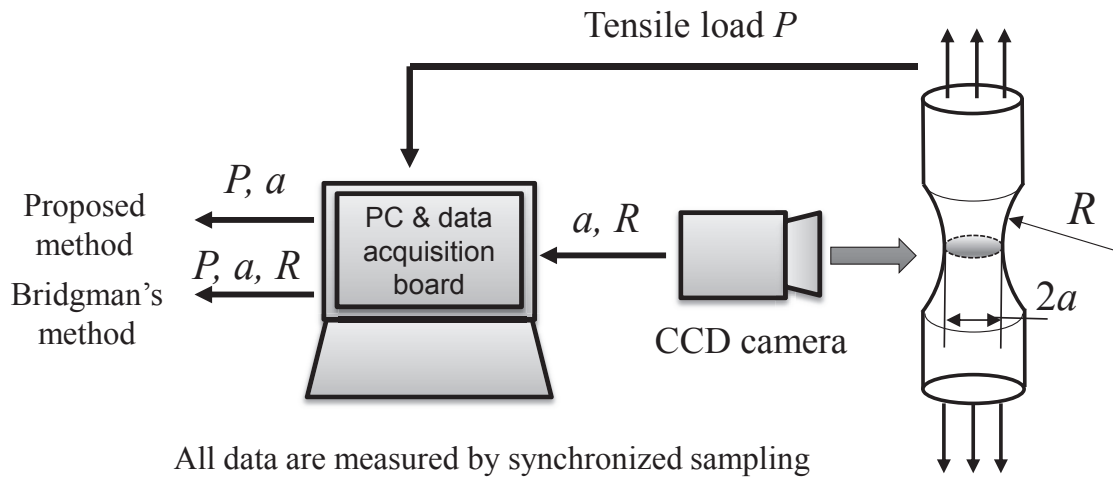 Tensile load P
P, a
Proposed
method
P, a, R
Bridgman's
method
PC & data
acquisition
board
a, R
CCD camera
R
2a
All data are measured by synchronized sampling